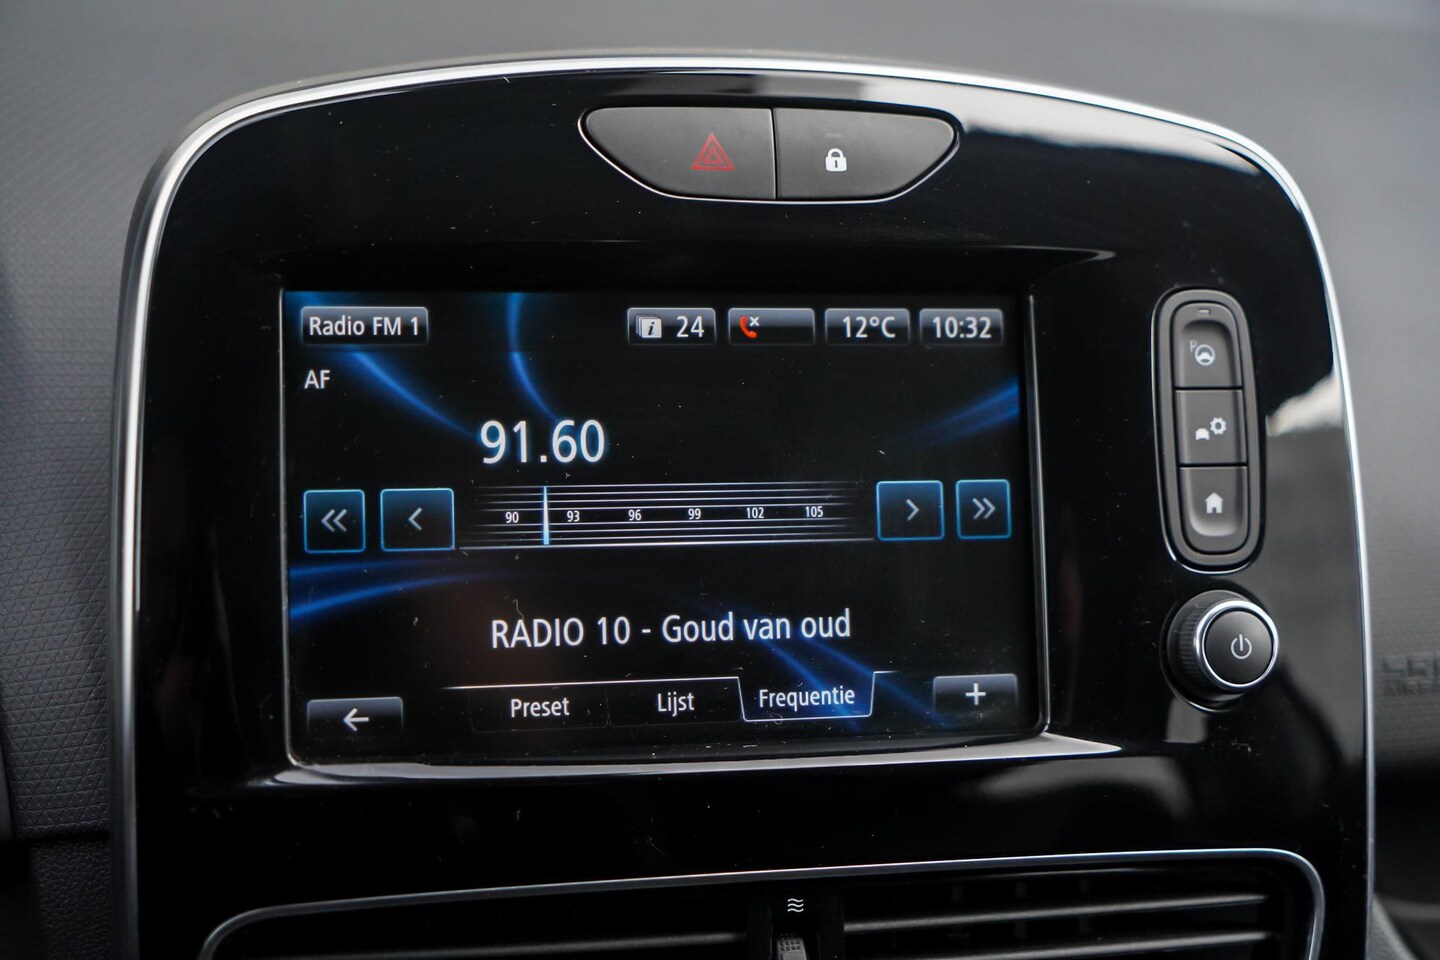 Radio FM 1
24
12°C
10:32
AF
91.60
90 93 96 99 102 105
RADIO 10 - Goud van oud
Preset Lijst Frequentie
P